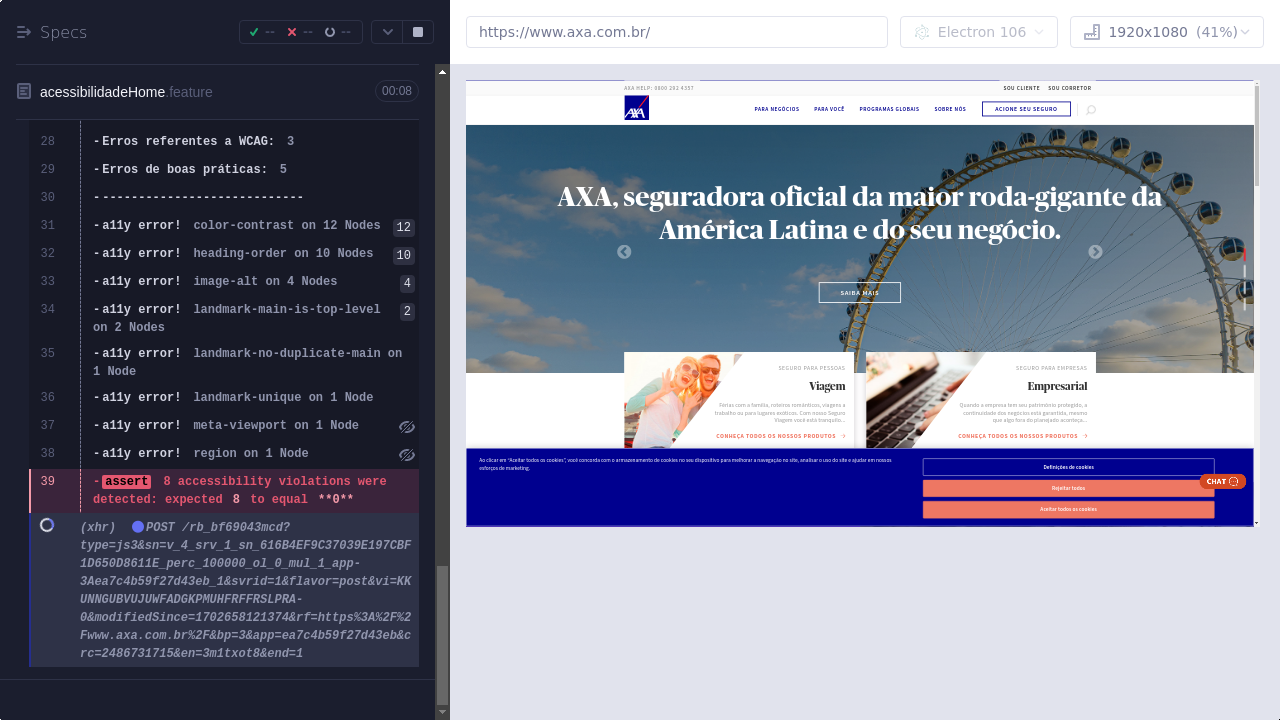 Specs
--
--
--
https://www.axa.com.br/
Electron 106
1920x1080 (41%)
acessibilidadeHome.feature
00:08
28 -Erros referentes a WCAG: 3
29 -Erros de boas práticas: 5
30 ----------------------------
31 -a11y error! color-contrast on 12 Nodes 12
32 -a11y error! heading-order on 10 Nodes 10
33 -a11y error! image-alt on 4 Nodes 4
34 -a11y error! landmark-main-is-top-level 2
on 2 Nodes
35 -a11y error! landmark-no-duplicate-main on
1 Node
36 -a11y error! landmark-unique on 1 Node
37 -a11y error! meta-viewport on 1 Node
38 -a11y error! region on 1 Node
39 -assert 8 accessibility violations were
detected: expected 8 to equal **0**
(xhr) POST /rb_bf09043mcd?
type=js3&sn=v_4_srv_1_sn_616B4EF9C37039E197CBF
1D650D8611E_perc_100000_ol_0_mul_1_app-
3Aea7c4b59f27d43eb_1&svrid=1&flavor=post&vi=KK
UNNGUBVUJUWFADGKPMUHFRFFRSLPRA-
0&modifiedSince=1702658121374&rf=https%3A%2F%2
Fwww.axa.com.br%2F&bp=3&app=ea7c4b59f27d43eb&c
rc=2486731715&en=3m1txot8&end=1
AXA HELP: 0800 292 4357
SOU CLIENTE SOU CORRETOR
AXA
PARA NEGÓCIOS PARA VOCÊ PROGRAMAS GLOBAIS SOBRE NÓS ACIONE SEU SEGURO
AXA, seguradora oficial da maior roda-gigante da
América Latina e do seu negócio.
SAIBA MAIS
SEGURO PARA PESSOAS
Viagem
Férias com a família, roteiros românticos, viagens a
trabalho ou para lugares exóticos. Com nosso Seguro
Viagem você está tranquilo...
CONHEÇA TODOS OS NOSSOS PRODUTOS
SEGURO PARA EMPRESAS
Empresarial
Quando a empresa tem seu patrimônio protegido, a
continuidade dos negócios está garantida, mesmo
que algo fora do planejado aconteça...
CONHEÇA TODOS OS NOSSOS PRODUTOS
Ao clicar em "Aceitar todos os cookies", você concorda com o armazenamento de cookies no seu dispositivo para melhorar a navegação no site, analisar o uso do site e ajudar em nossos
esforços de marketing.
Definições de cookies
Rejeitar todos
Aceitar todos os cookies
CHAT